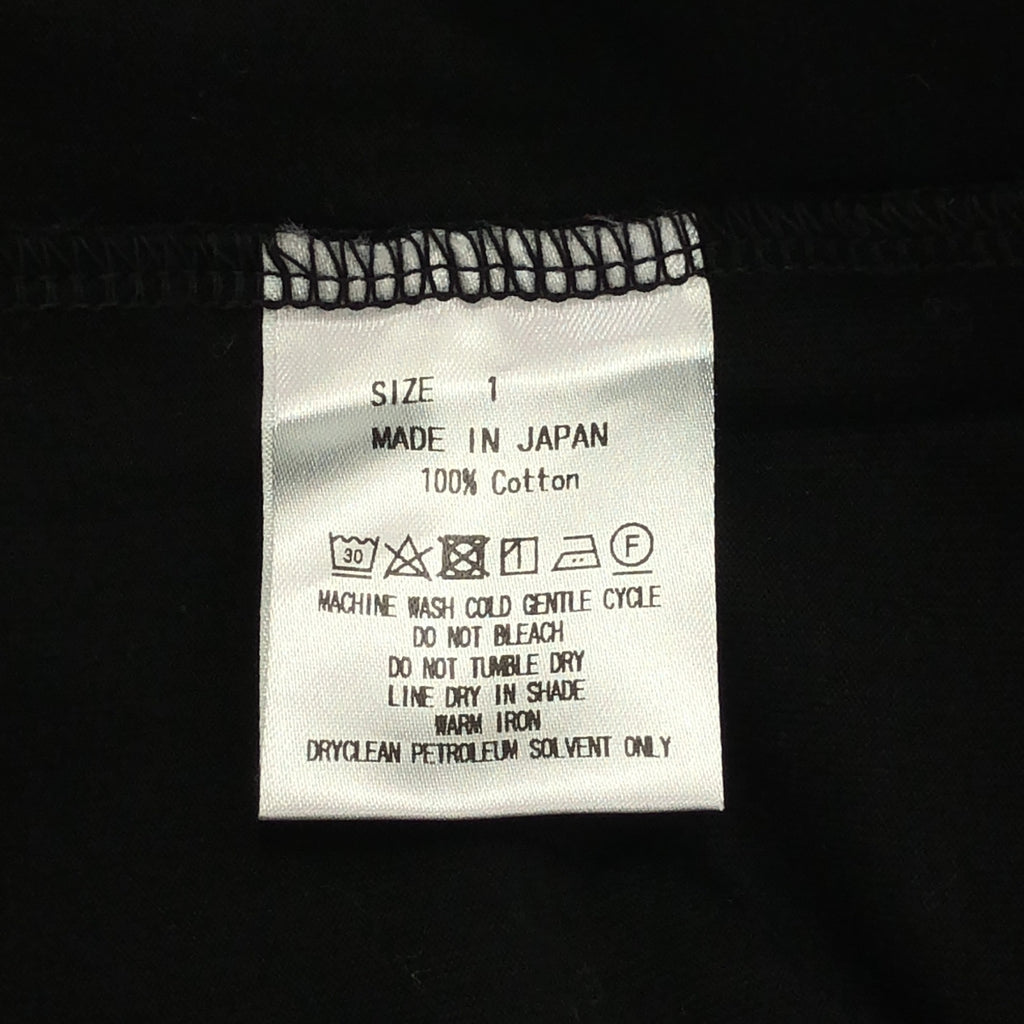 SIZE 1
MADE IN JAPAN
100% Cotton
30 F
MACHINE WASH COLD GENTLE CYCLE
DO NOT BLEACH
DO NOT TUMBLE DRY
LINE DRY IN SHADE
WARM IRON
DRYCLEAN PETROLEUM SOLVENT ONLY